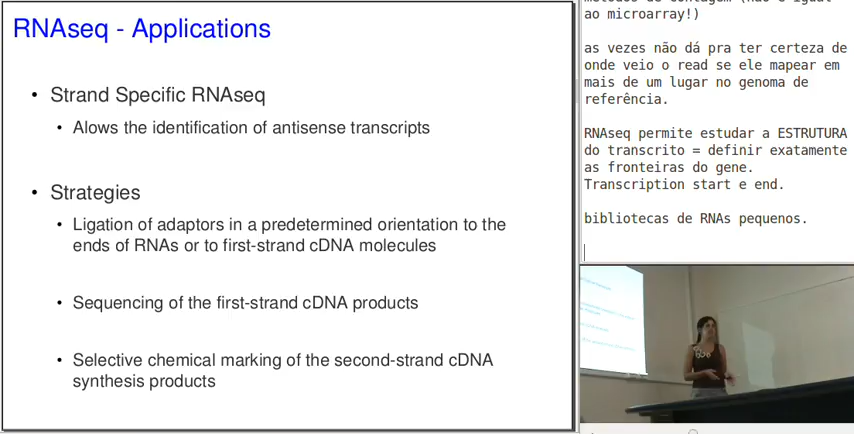 RNAseq - Applications
• Strand Specific RNAseq
• Alows the identification of antisense transcripts
• Strategies
• Ligation of adaptors in a predetermined orientation to the
ends of RNAs or to first-strand cDNA molecules
• Sequencing of the first-strand cDNA products
• Selective chemical marking of the second-strand cDNA
synthesis products
ao microarray!)
as vezes não dá pra ter certeza de
onde veio o read se ele mapear em
mais de um lugar no genoma de
referência.
RNAseq permite estudar a ESTRUTURA
do transcrito = definir exatamente
as fronteiras do gene.
Transcription start e end.
bibliotecas de RNAs pequenos.